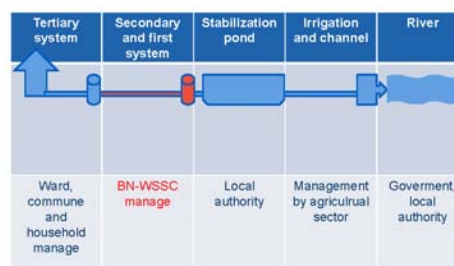 Tertiary
system
Secondary
and first
system
Stabilization
pond
Irrigation
and channel
River
Ward,
commune
and
household
manage
BN-WSSC
manage
Local
authority
Management
by agriculrual
sector
Goverment,
local
authority